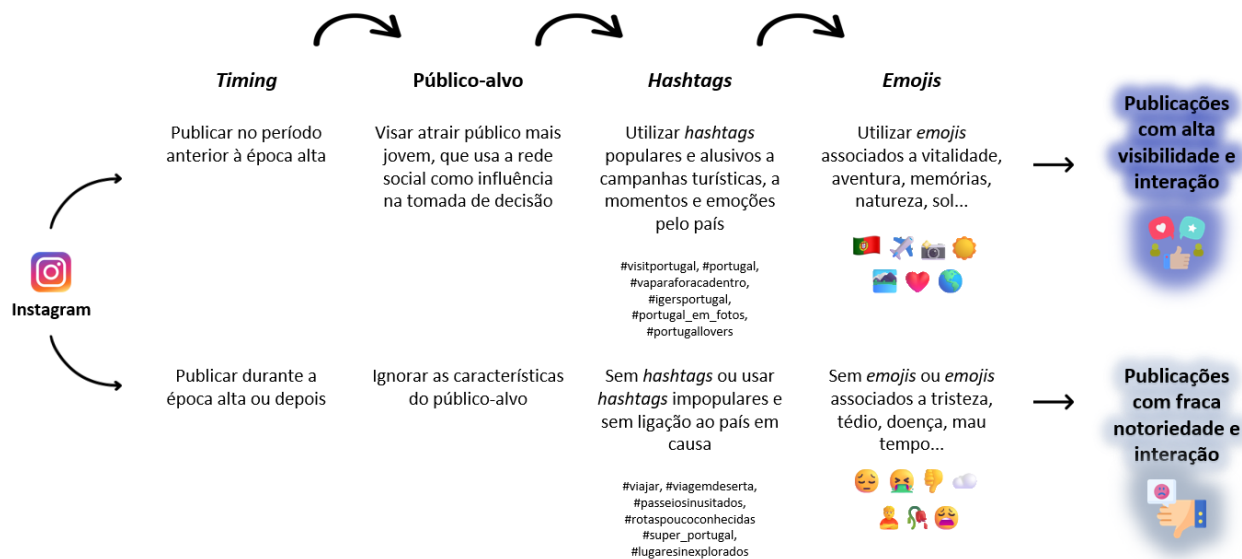 Timing
Público-alvo
Hashtags
Emojis
Publicar no período
anterior à época alta
Visar atrair público mais
jovem, que usa a rede
social como influência
na tomada de decisão
Utilizar hashtags
populares e alusivos a
campanhas turísticas, a
momentos e emoções
pelo país
#visitportugal, #portugal,
#vaparaforacadentro,
#igersportugal,
#portugal_em_fotos,
#portugallovers
Utilizar emojis
associados a vitalidade,
aventura, memórias,
natureza, sol...
Publicações
com alta
visibilidade e
interação
Instagram
Publicar durante a
época alta ou depois
Ignorar as características
do público-alvo
Sem hashtags ou usar
hashtags impopulares e
sem ligação ao país em
causa
#viajar, #viagemdeserta,
#passeiosinusitados,
#rotaspoucoconhecidas
#super_portugal,
#lugaresinexplorados
Sem emojis ou emojis
associados a tristeza,
tédio, doença, mau
tempo...
Publicações
com fraca
notoriedade e
interação